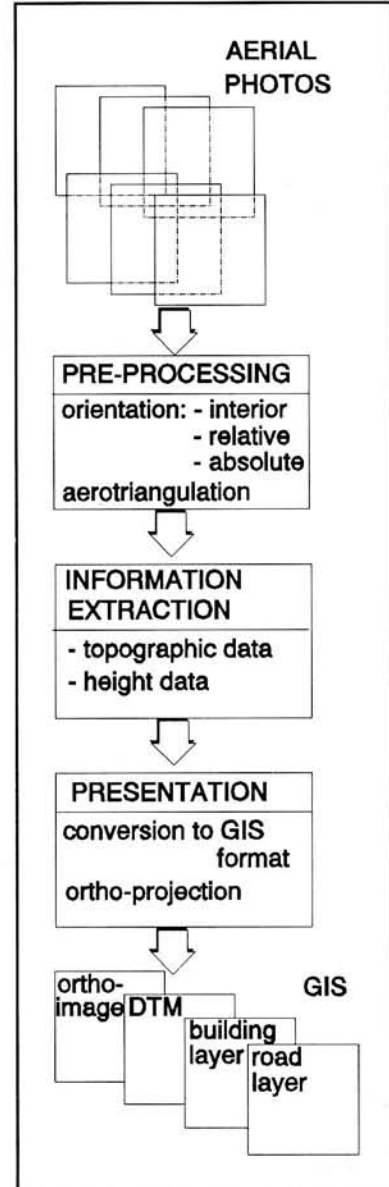 AERIAL
PHOTOS
PRE-PROCESSING
orientation: - interior
- relative
- absolute
aerotriangulation
INFORMATION
EXTRACTION
- topographic data
- height data
PRESENTATION
conversion to GIS
format
ortho-projection
GIS
ortho-
image
DTM
building
layer
road
layer